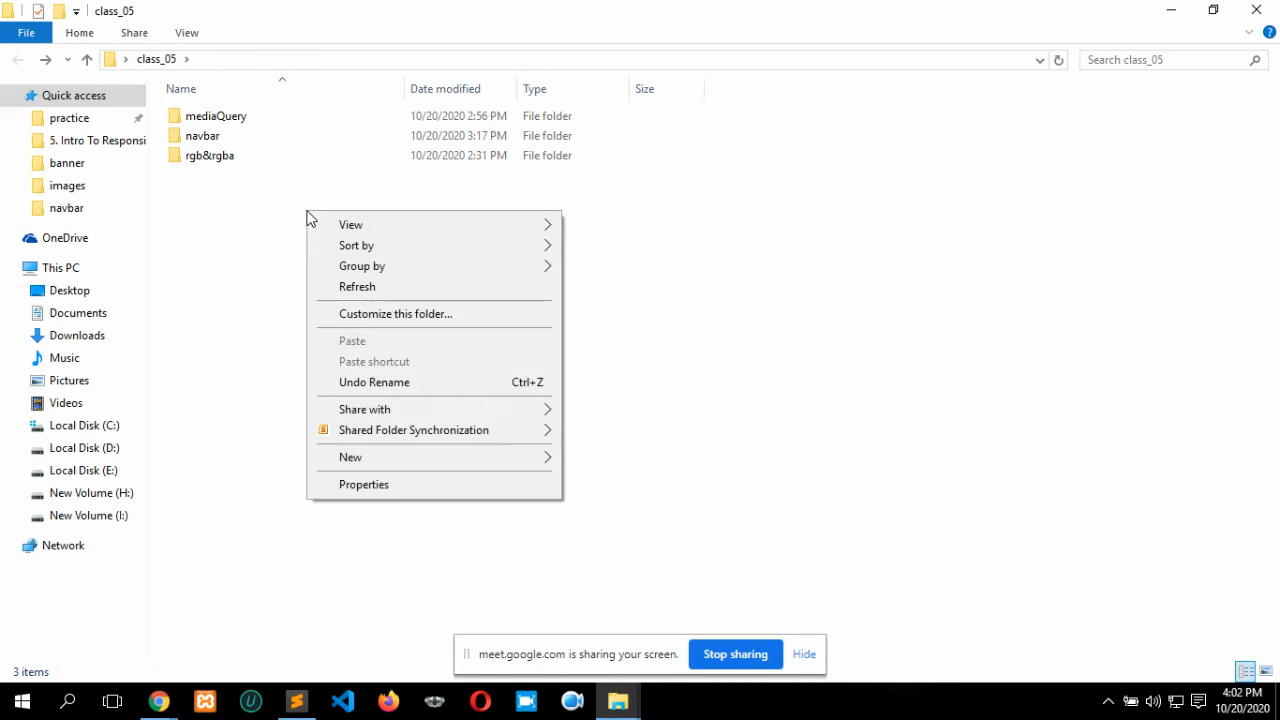 class_05
File Home Share View
class_05
Search class_05
Name Date modified Type Size
mediaQuery 10/20/2020 2:56 PM File folder
navbar 10/20/2020 3:17 PM File folder
rgb&rgba 10/20/2020 2:31 PM File folder
Quick access
practice
5. Intro To Responsi
banner
images
navbar
OneDrive
This PC
Desktop
Documents
Downloads
Music
Pictures
Videos
Local Disk (C:)
Local Disk (D:)
Local Disk (E:)
New Volume (H:)
New Volume (I:)
Network
View
Sort by
Group by
Refresh
Customize this folder...
Paste
Paste shortcut
Undo Rename Ctrl+Z
Share with
Shared Folder Synchronization
New
Properties
meet.google.com is sharing your screen. Stop sharing Hide
3 items
4:02 PM
10/20/2020